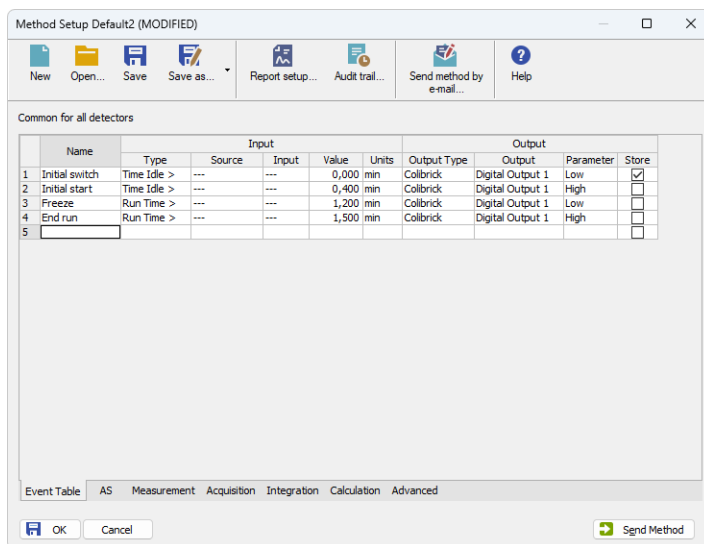 Method Setup Default2 (MODIFIED)
New Open... Save Save as... Report setup... Audit trail... Send method by e-mail... Help
Common for all detectors
Name Input Output
Type Source Input Value Units Output Type Output Parameter Store
1 Initial switch Time Idle > --- --- 0,000 min Colibrick Digital Output 1 Low
2 Initial start Time Idle > --- --- 0,400 min Colibrick Digital Output 1 High
3 Freeze Run Time > --- --- 1,200 min Colibrick Digital Output 1 Low
4 End run Run Time > --- --- 1,500 min Colibrick Digital Output 1 High
5
Event Table AS Measurement Acquisition Integration Calculation Advanced
OK Cancel Send Method